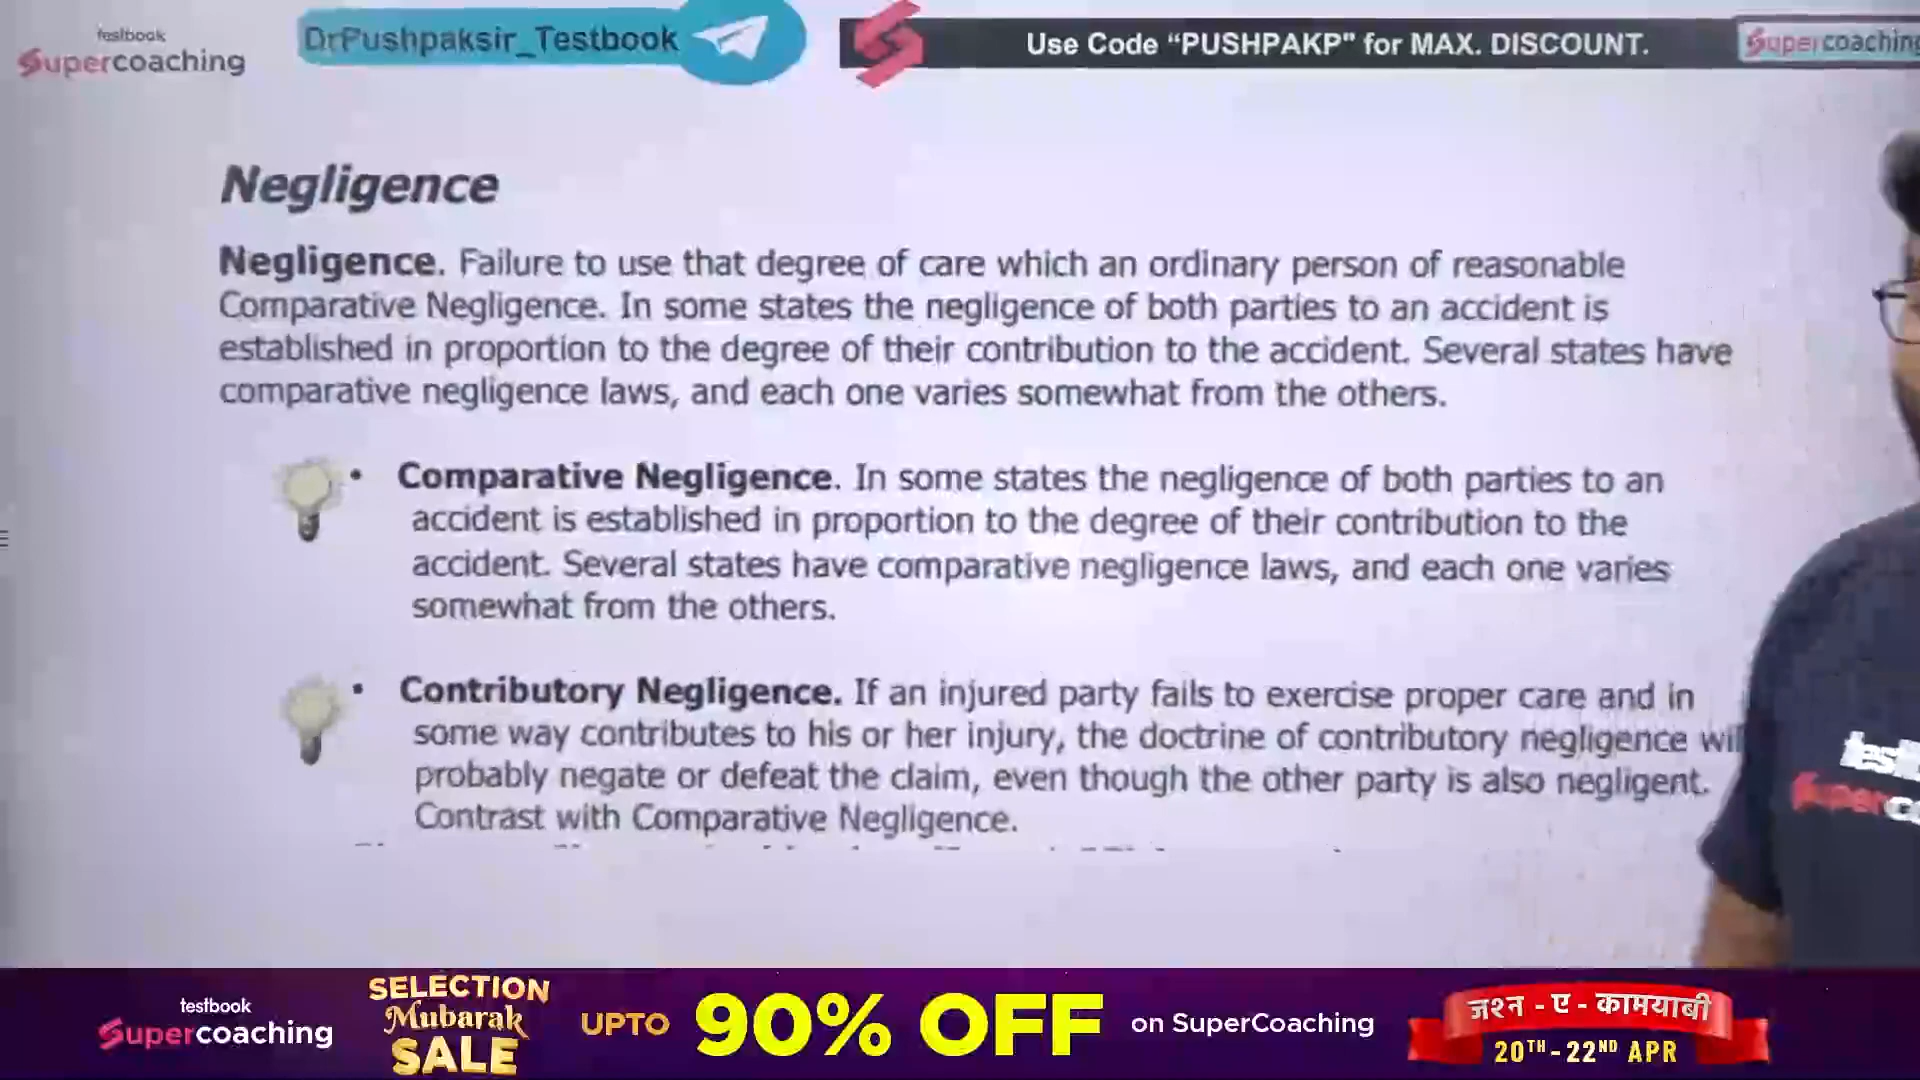 testbook
Supercoaching
DrPushpaksir_Testbook
Use Code “PUSHPAKP" for MAX. DISCOUNT.
Supercoaching
Negligence
Negligence. Failure to use that degree of care which an ordinary person of reasonable
Comparative Negligence. In some states the negligence of both parties to an accident is
established in proportion to the degree of their contribution to the accident. Several states have
comparative negligence laws, and each one varies somewhat from the others.
• Comparative Negligence. In some states the negligence of both parties to an
accident is established in proportion to the degree of their contribution to the
accident. Several states have comparative negligence laws, and each one varies
somewhat from the others.
• Contributory Negligence. If an injured party fails to exercise proper care and in
some way contributes to his or her injury, the doctrine of contributory negligence wil
probably negate or defeat the claim, even though the other party is also negligent.
Contrast with Comparative Negligence.
testbook
Supercoaching
SELECTION
Mubarak
SALE
UPTO 90% OFF on SuperCoaching
जश्न - ए - कामयाबी
20TH - 22ND APR